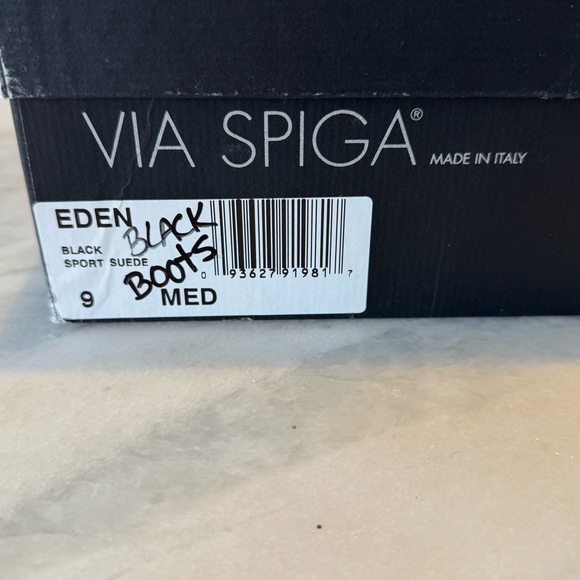 VIA SPIGA® MADE IN ITALY
EDEN
BLACK
BLACK
SPORT SUEDE
BOOTS
0 93627 91981 7
9 MED